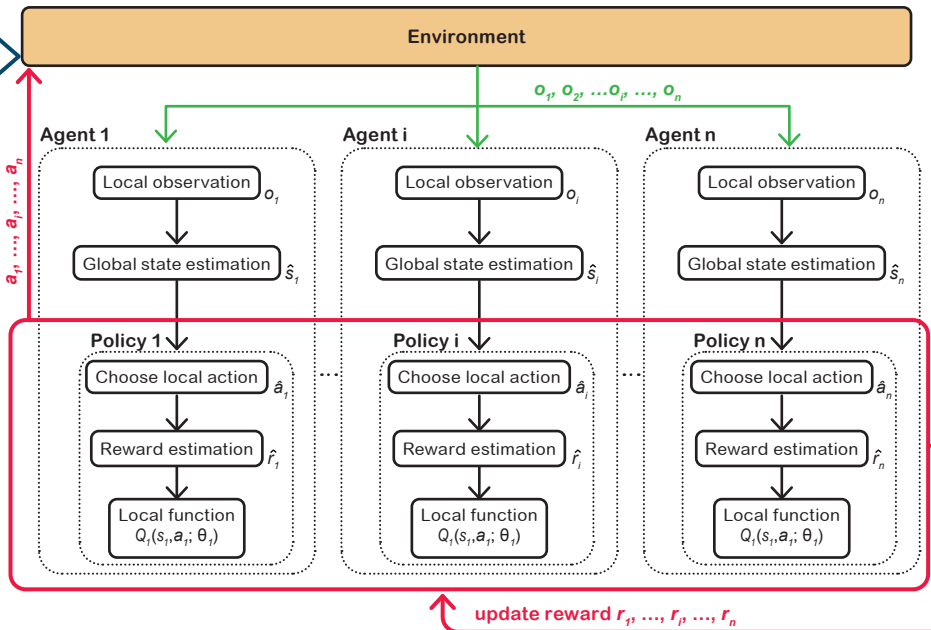 Environment
o₁, o₂, ...oᵢ, ..., oₙ
a₁, ..., aᵢ, ..., aₙ
Agent 1
Local observation
o₁
Global state estimation
ŝ₁
Policy 1
Choose local action
â₁
Reward estimation
r̂₁
Local function
Q₁(s₁,a₁; θ₁)
...
Agent i
Local observation
oᵢ
Global state estimation
ŝᵢ
Policy i
Choose local action
âᵢ
Reward estimation
r̂ᵢ
Local function
Q₁(s₁,a₁; θ₁)
...
Agent n
Local observation
oₙ
Global state estimation
ŝₙ
Policy n
Choose local action
âₙ
Reward estimation
r̂ₙ
Local function
Q₁(s₁,a₁; θ₁)
update reward r₁, ..., rᵢ, ..., rₙ